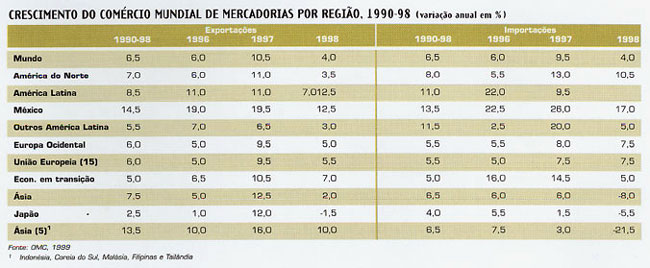 CRESCIMENTO DO COMÉRCIO MUNDIAL DE MERCADORIAS POR REGIÃO, 1990-98 (variação anual em %)
Exportações Importações
1990-98 1996 1997 1998 1990-98 1996 1997 1998
Mundo 6,5 6,0 10,5 4,0 6,5 6,0 9,5 4,0
América do Norte 7,0 6,0 11,0 3,5 8,0 5,5 13,0 10,5
América Latina 8,5 11,0 11,0 7.012,5 11,0 22,0 9,5
México 14,5 19,0 19,5 12,5 13,5 22,5 26,0 17,0
Outros América Latina 5,5 7,0 6,5 3,0 11,5 2,5 20,0 5,0
Europa Ocidental 6,0 5,0 9,5 5,0 5,5 5,5 8,0 7,5
União Europeia (15) 6,0 5,0 9,5 5,5 5,5 5,0 7,5 7,5
Econ. em transição 5,0 6,5 10,5 7,0 5,0 16,0 14,5 5,0
Ásia 7,5 5,0 12,5 2,0 6,5 6,0 6,0 -8,0
Japão - 2,5 1,0 12,0 -1,5 4,0 5,5 1,5 -5,5
Ásia (5)¹ 13,5 10,0 16,0 10,0 6,5 7,5 3,0 -21,5
Fonte: OMC, 1999
¹ Indonésia, Coreia do Sul, Malásia, Filipinas e Tailândia